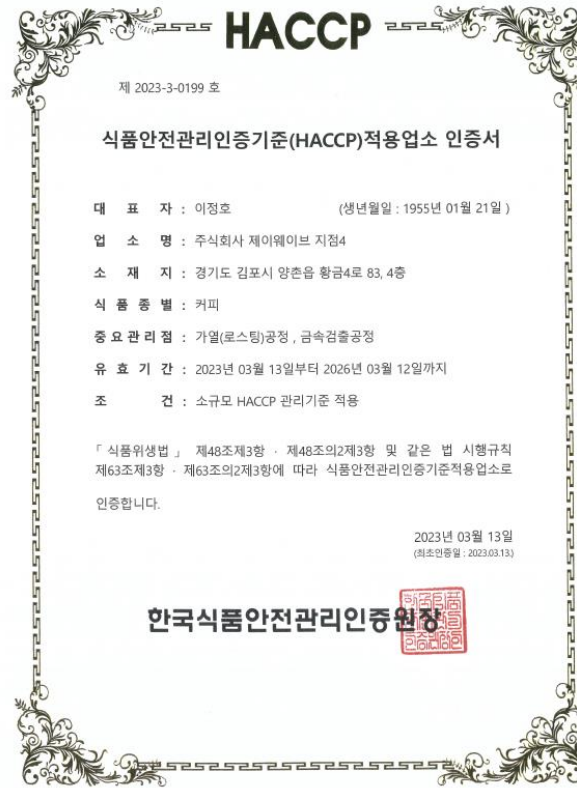 HACCP
제 2023-3-0199 호
식품안전관리인증기준(HACCP)적용업소 인증서
대 표 자 : 이정호 (생년월일 : 1955년 01월 21일 )
업 소 명 : 주식회사 제이웨이브 지점4
소 재 지 : 경기도 김포시 양촌읍 황금4로 83, 4층
식 품 종 별 : 커피
중요관리점 : 가열(로스팅)공정 , 금속검출공정
유 효 기 간 : 2023년 03월 13일부터 2026년 03월 12일까지
조 건 : 소규모 HACCP 관리기준 적용
「 식품위생법 」 제48조제3항 · 제48조의2제3항 및 같은 법 시행규칙
제63조제3항 · 제63조의2제3항에 따라 식품안전관리인증기준적용업소로
인증합니다.
2023년 03월 13일
(최초인증일 : 2023.03.13.)
한국식품안전관리인증원장